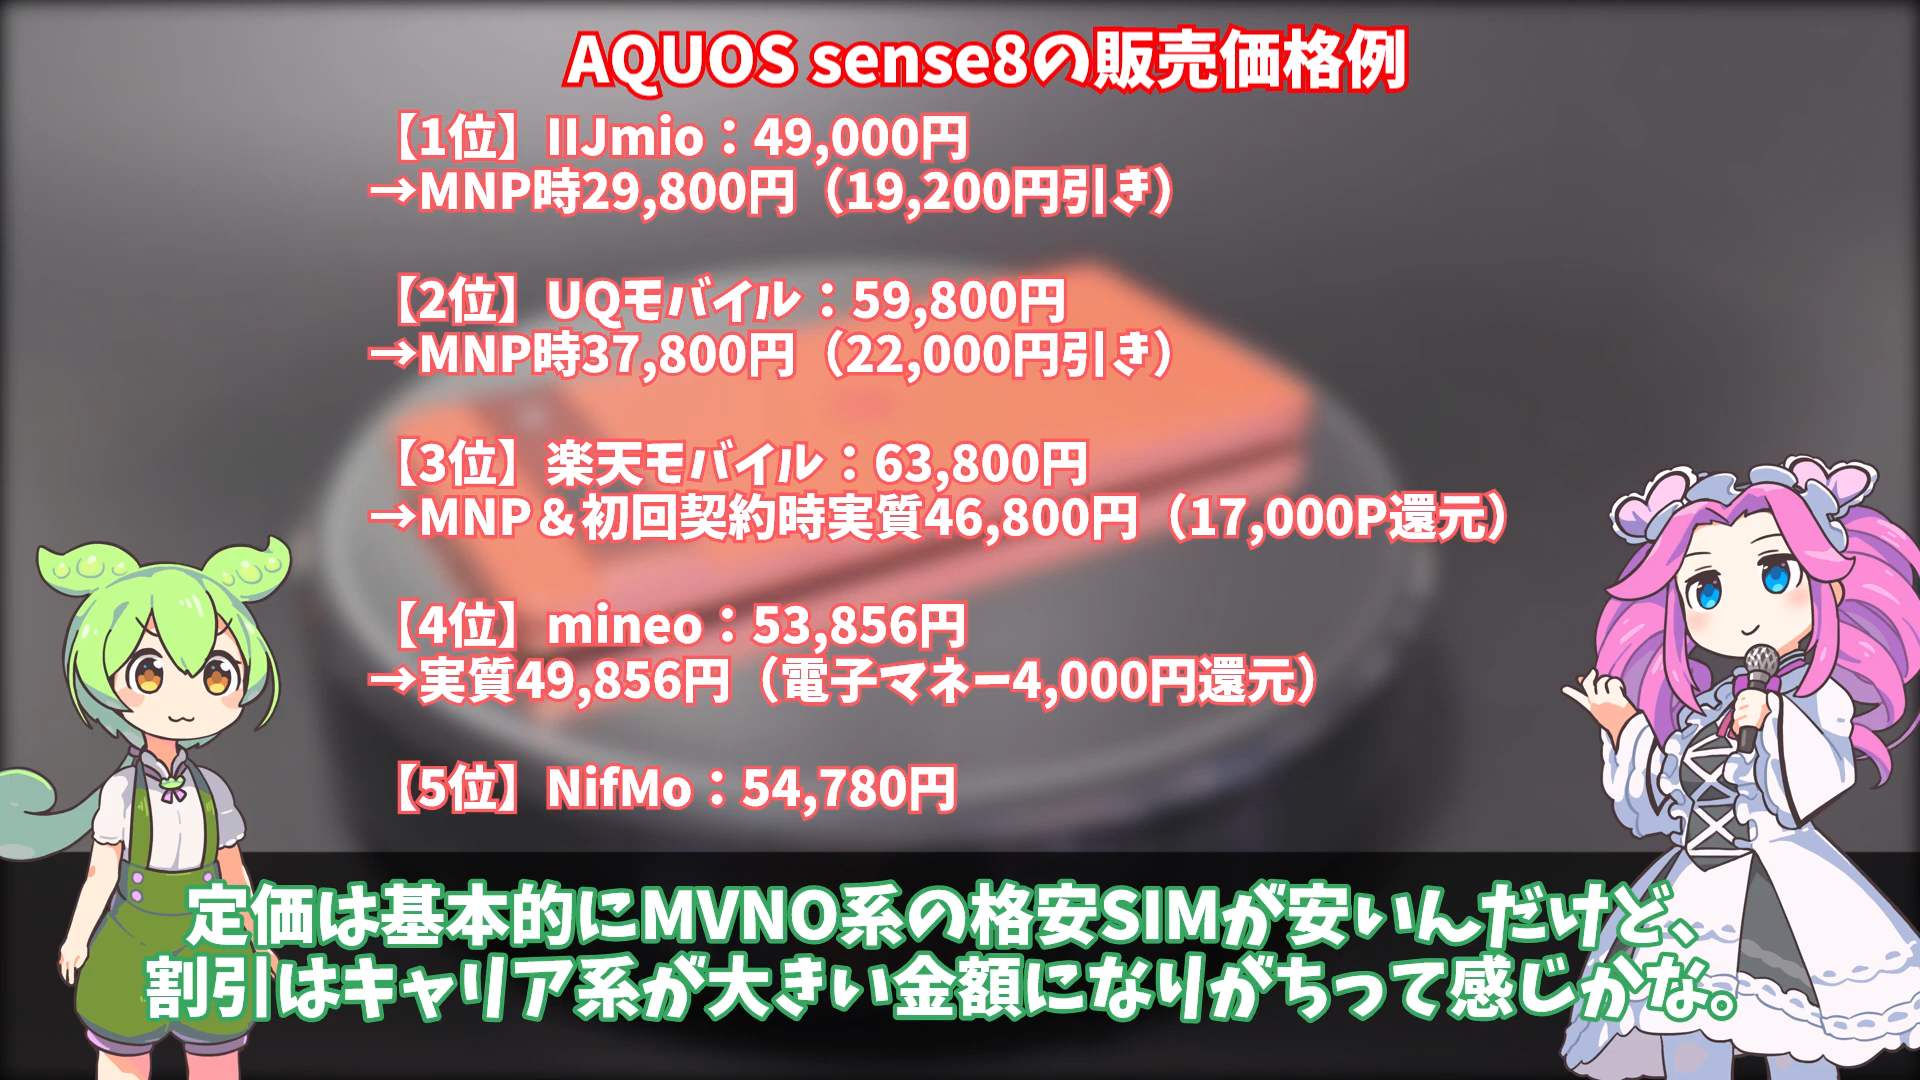 AQUOS sense8の販売価格例
【1位】IIJmio：49,000円
→MNP時29,800円（19,200円引き）
【2位】UQモバイル：59,800円
→MNP時37,800円（22,000円引き）
【3位】楽天モバイル：63,800円
→MNP＆初回契約時実質46,800円（17,000P還元）
【4位】mineo：53,856円
→実質49,856円（電子マネー4,000円還元）
【5位】NifMo：54,780円
定価は基本的にMVNO系の格安SIMが安いんだけど、
割引はキャリア系が大きい金額になりがちって感じかな。